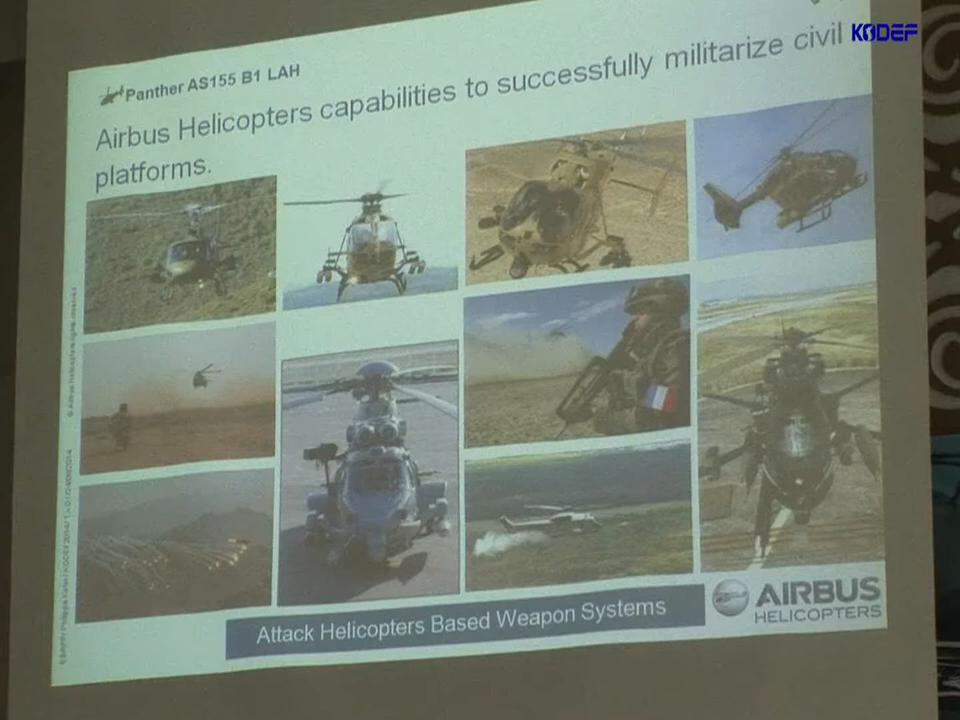 KODEF
Panther AS155 B1 LAH
Airbus Helicopters capabilities to successfully militarize civil
platforms.
Attack Helicopters Based Weapon Systems
AIRBUS
HELICOPTERS